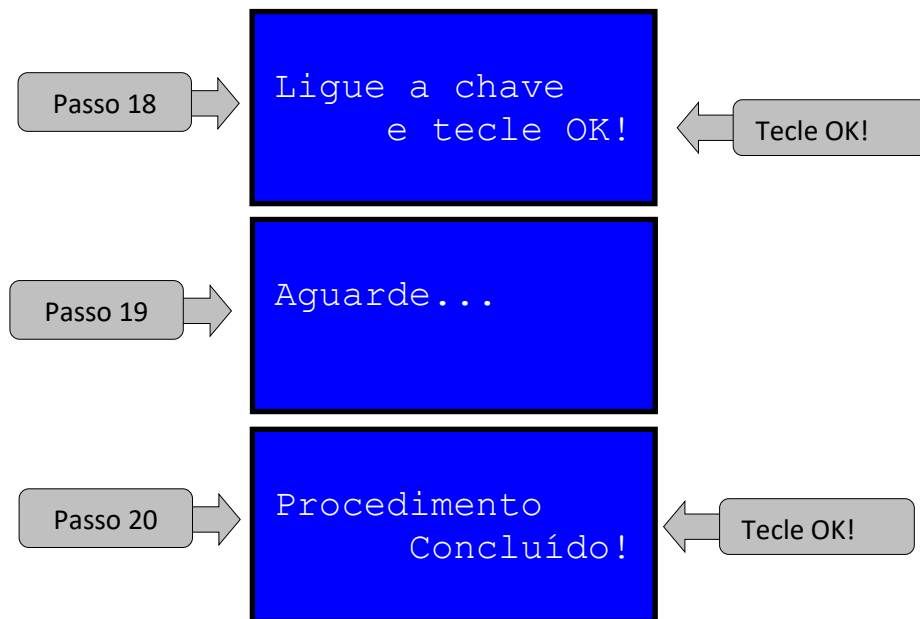 Passo 18
Ligue a chave
e tecle OK!
Tecle OK!
Passo 19
Aguarde...
Passo 20
Procedimento
Concluído!
Tecle OK!